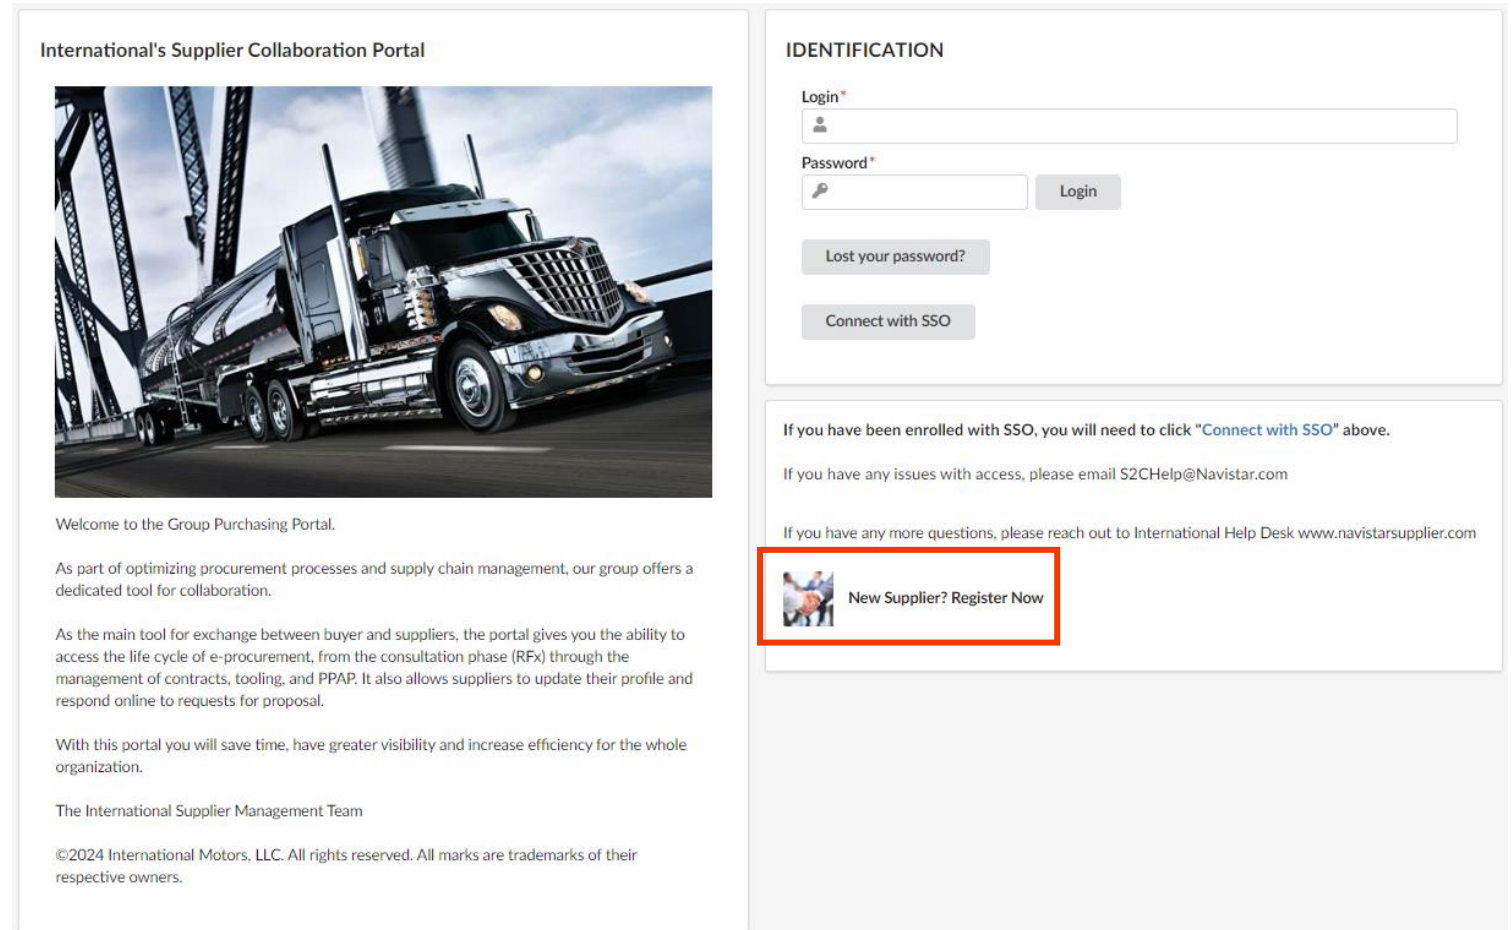 International's Supplier Collaboration Portal
Welcome to the Group Purchasing Portal.
As part of optimizing procurement processes and supply chain management, our group offers a
dedicated tool for collaboration.
As the main tool for exchange between buyer and suppliers, the portal gives you the ability to
access the life cycle of e-procurement, from the consultation phase (RFx) through the
management of contracts, tooling, and PPAP. It also allows suppliers to update their profile and
respond online to requests for proposal.
With this portal you will save time, have greater visibility and increase efficiency for the whole
organization.
The International Supplier Management Team
©2024 International Motors, LLC. All rights reserved. All marks are trademarks of their
respective owners.
IDENTIFICATION
Login*
Password*
Login
Lost your password?
Connect with SSO
If you have been enrolled with SSO, you will need to click "Connect with SSO" above.
If you have any issues with access, please email S2CHelp@Navistar.com
If you have any more questions, please reach out to International Help Desk www.navistarsupplier.com
New Supplier? Register Now